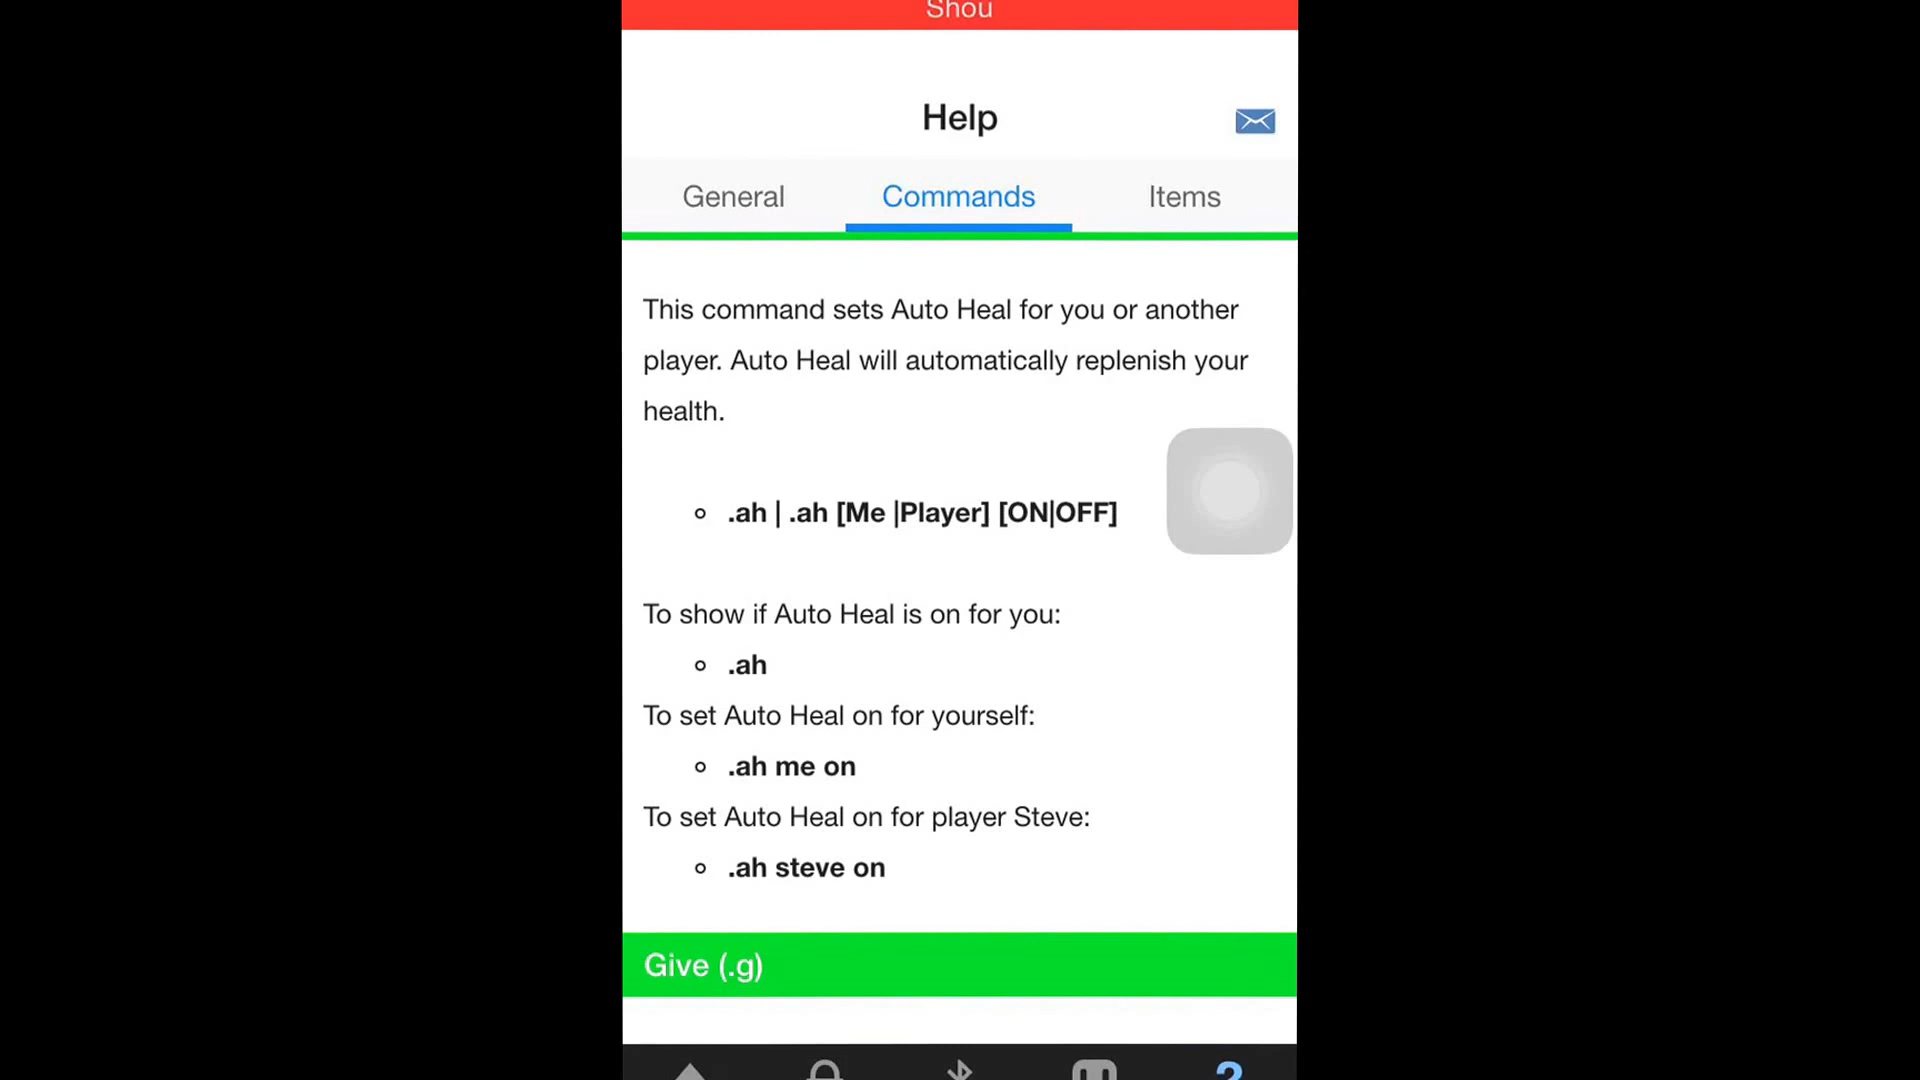 Shou
Help
General Commands Items
This command sets Auto Heal for you or another
player. Auto Heal will automatically replenish your
health.
.ah | .ah [Me |Player] [ON|OFF]
To show if Auto Heal is on for you:
.ah
To set Auto Heal on for yourself:
.ah me on
To set Auto Heal on for player Steve:
.ah steve on
Give (.g)
?